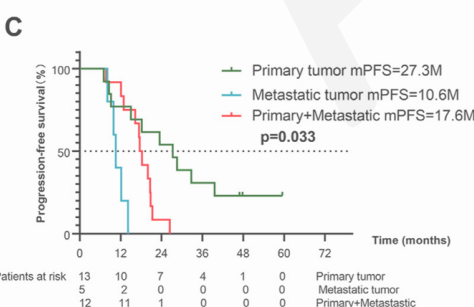 C
Progression-free survival(%)
100
50
0
Primary tumor mPFS=27.3M
Metastatic tumor mPFS=10.6M
Primary+Metastatic mPFS=17.6M
p=0.033
0 12 24 36 48 60 72
Time (months)
Patients at risk 13 10 7 4 1 0 Primary tumor
5 2 0 0 0 0 Metastatic tumor
12 11 1 0 0 0 Primary+Metastastic